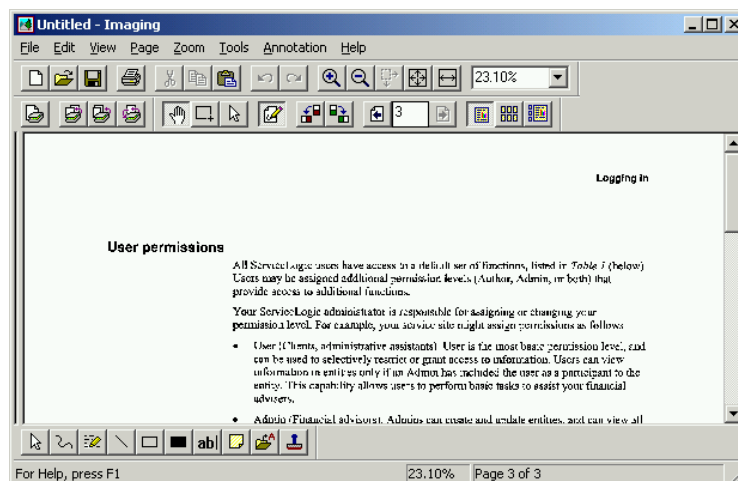 Untitled - Imaging
File Edit View Page Zoom Tools Annotation Help
23.10%
3
Logging in
User permissions
All ServiceLogic users have access to a default set of functions, listed in Table 1 (below).
Users may be assigned additional permission levels (Author, Admin, or both) that
provide access to additional functions.
Your ServiceLogic administrator is responsible for assigning or changing your
permission level. For example, your service site might assign permissions as follows
• User (Clients, administrative assistants). User is the most basic permission level, and
can be used to selectively restrict or grant access to information. Users can view
information in entities only if an Admin has included the user as a participant to the
entity. This capability allows users to perform basic tasks to assist your financial
advisers.
• Admin (Financial advisors). Admins can create and update entities, and can view all
ab|
A
For Help, press F1
23.10%
Page 3 of 3